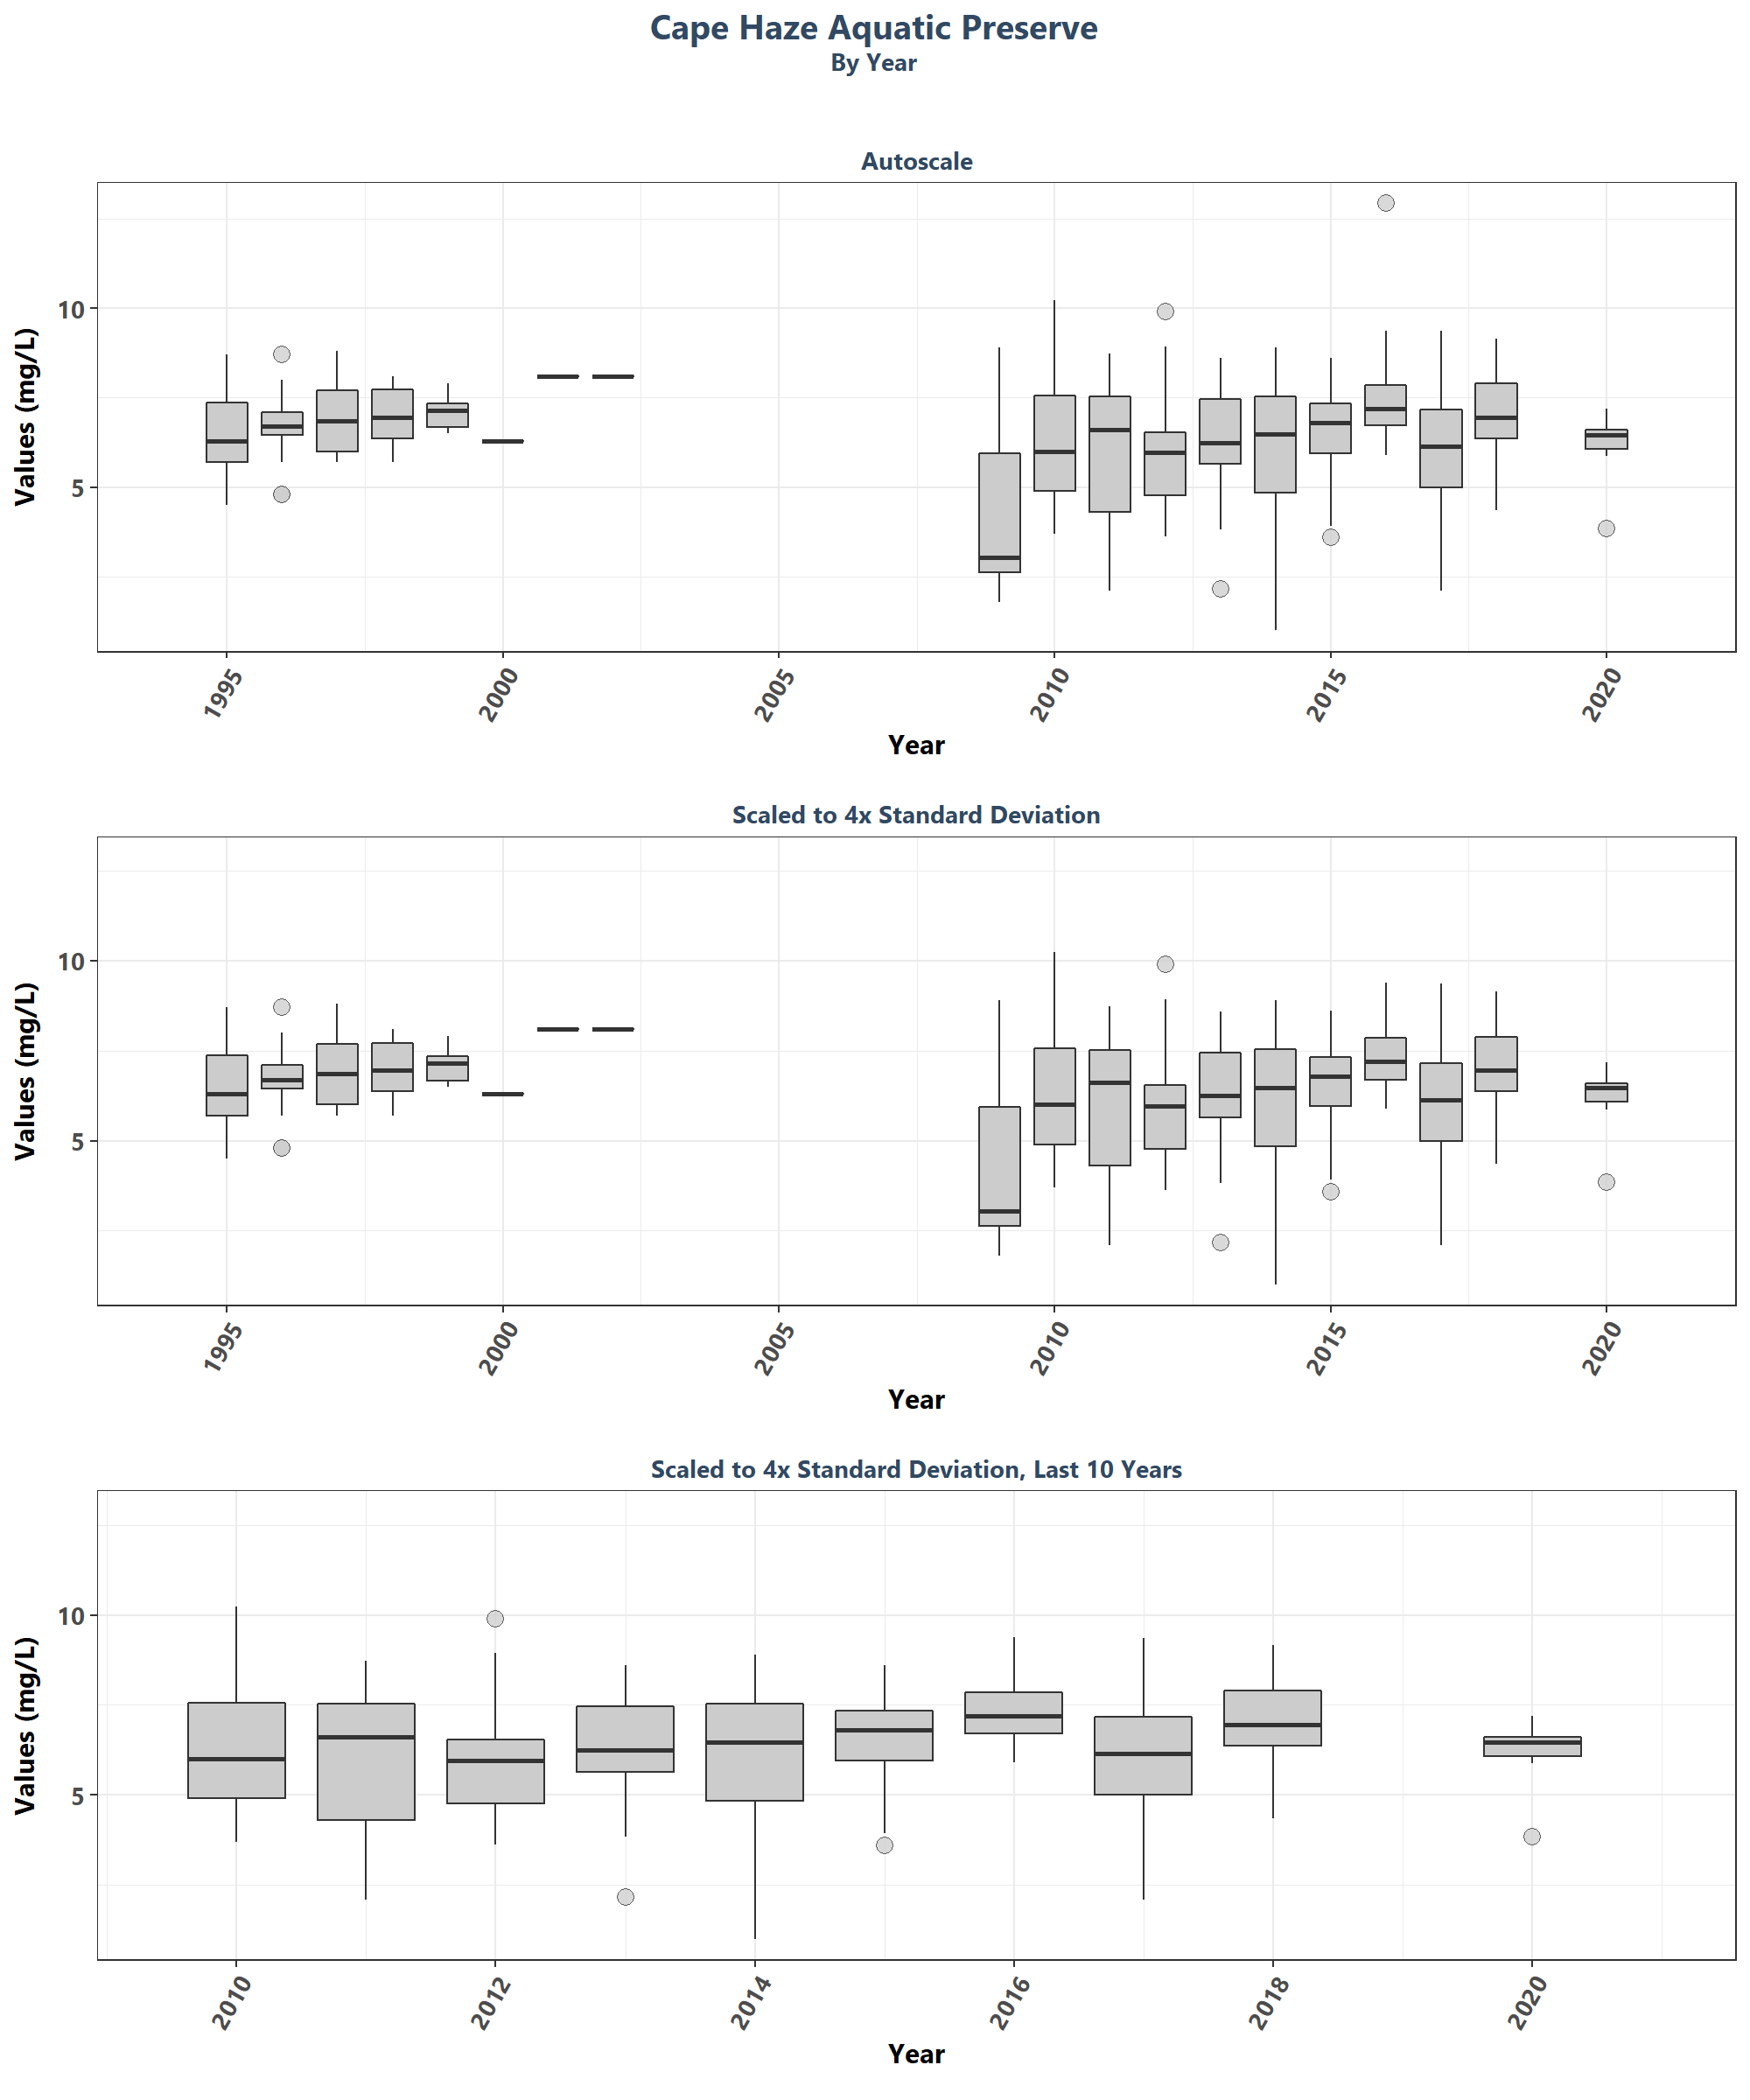 Cape Haze Aquatic Preserve
By Year
Autoscale
Values (mg/L)
10
5
1995
2000
2005
2010
2015
2020
Year
Scaled to 4x Standard Deviation
Values (mg/L)
10
5
1995
2000
2005
2010
2015
2020
Year
Scaled to 4x Standard Deviation, Last 10 Years
Values (mg/L)
10
5
2010
2012
2014
2016
2018
2020
Year